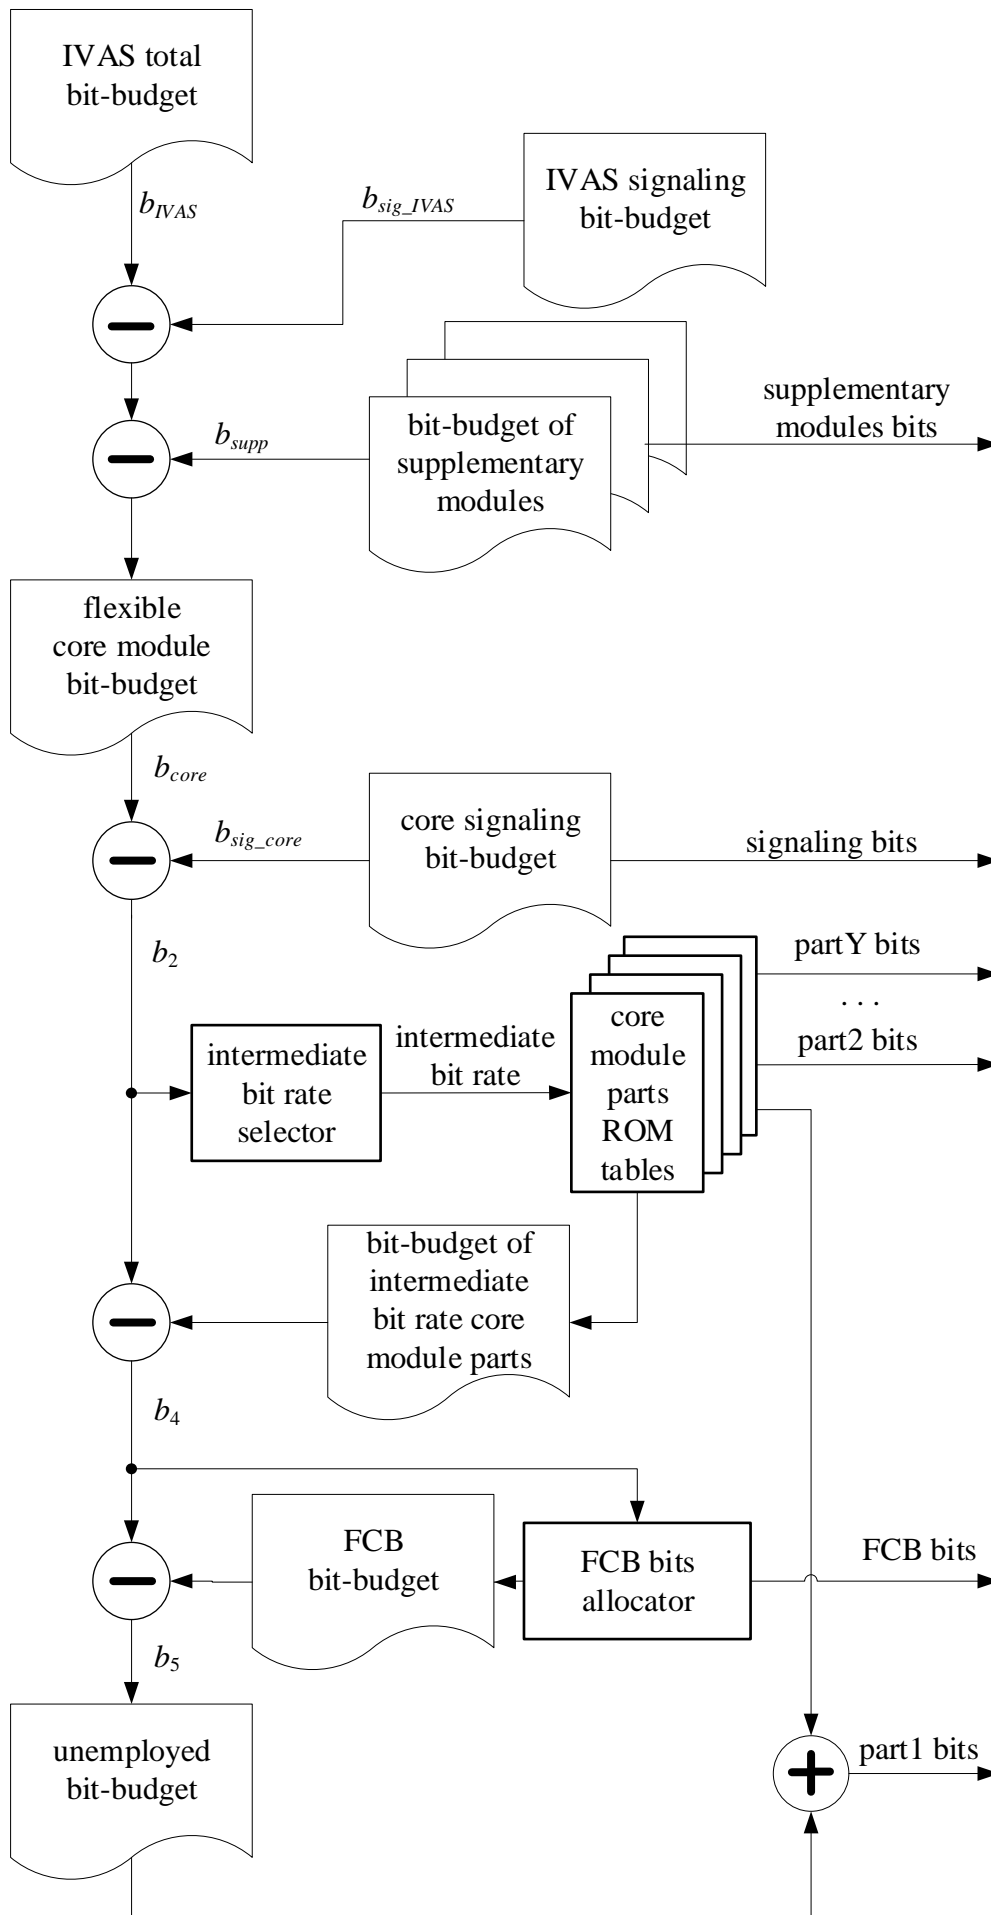 IVAS total
bit-budget
IVAS signaling
bit-budget
b_IVAS
b_sig_IVAS
supplementary
modules bits
b_supp
bit-budget of
supplementary
modules
flexible
core module
bit-budget
b_core
core signaling
bit-budget
b_sig_core
signaling bits
b_2
partY bits
. . .
part2 bits
intermediate
bit rate
selector
intermediate
bit rate
core
module
parts
ROM
tables
bit-budget of
intermediate
bit rate core
module parts
b_4
FCB
bit-budget
FCB bits
allocator
FCB bits
b_5
unemployed
bit-budget
part1 bits